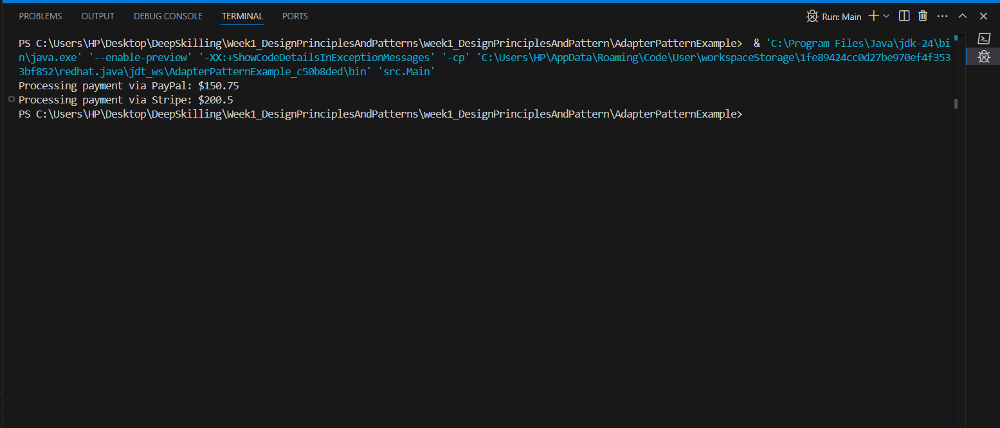 PROBLEMS OUTPUT DEBUG CONSOLE TERMINAL PORTS Run: Main
PS C:\Users\HP\Desktop\DeepSkilling\Week1_DesignPrinciplesAndPatterns\week1_DesignPrinciplesAndPattern\AdapterPatternExample>  & 'C:\Program Files\Java\jdk-24\bi
n\java.exe' '--enable-preview' '-XX:+ShowCodeDetailsInExceptionMessages' '-cp' 'C:\Users\HP\AppData\Roaming\Code\User\workspaceStorage\1fe89424cc0d27be970ef4f353
3bf852\redhat.java\jdt_ws\AdapterPatternExample_c50b8ded\bin' 'src.Main'
Processing payment via PayPal: $150.75
Processing payment via Stripe: $200.5
PS C:\Users\HP\Desktop\DeepSkilling\Week1_DesignPrinciplesAndPatterns\week1_DesignPrinciplesAndPattern\AdapterPatternExample>